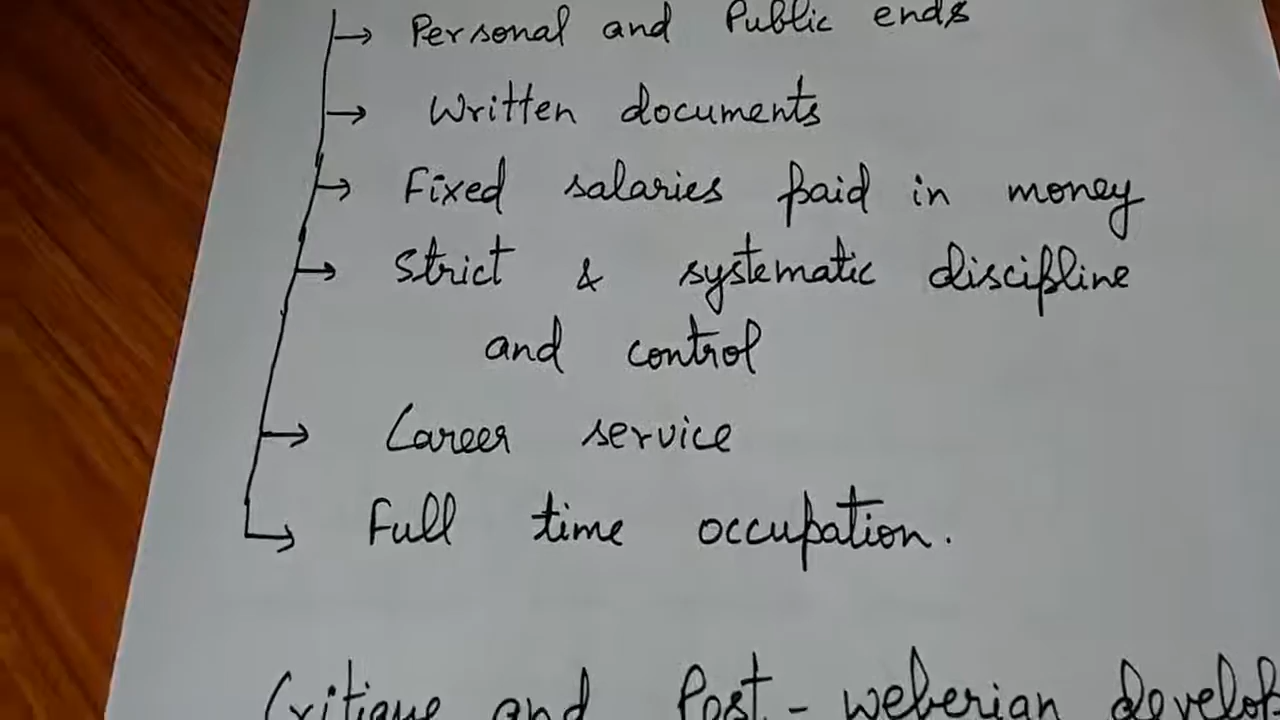 Personal and Public ends
Written documents
Fixed salaries paid in money
Strict & systematic discipline
and control
Career service
Full time occupation.
Critique and Post - weberian develop